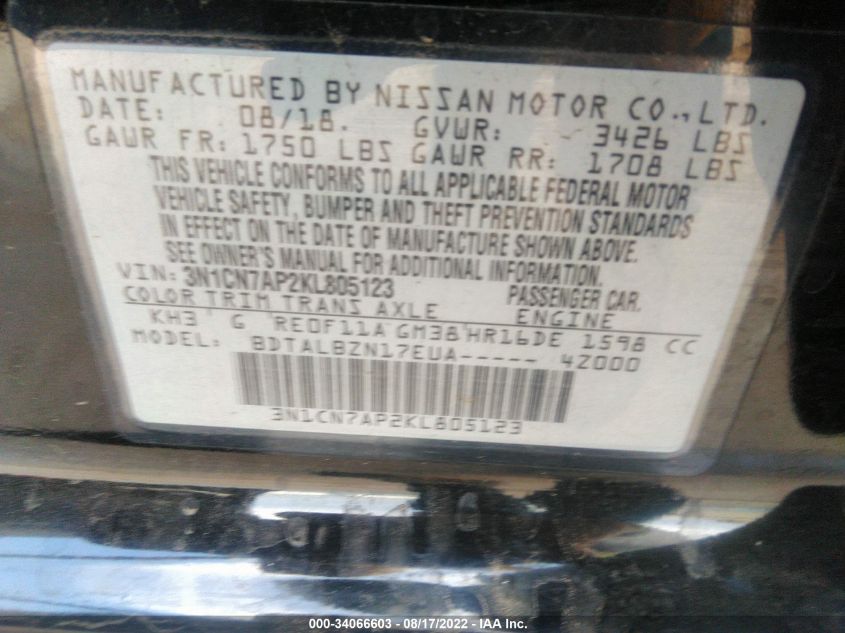 MANUFACTURED BY NISSAN MOTOR CO., LTD.
DATE: 08/18. GVWR: 3426 LBS
GAWR FR: 1750 LBS GAWR RR: 1708 LBS
THIS VEHICLE CONFORMS TO ALL APPLICABLE FEDERAL MOTOR
VEHICLE SAFETY, BUMPER AND THEFT PREVENTION STANDARDS
IN EFFECT ON THE DATE OF MANUFACTURE SHOWN ABOVE.
SEE OWNER'S MANUAL FOR ADDITIONAL INFORMATION.
VIN: 3N1CN7AP2KL805123 PASSENGER CAR.
COLOR TRIM TRANS AXLE ENGINE
KH3 G RE0F11A GM38 HR16DE 1598 CC
MODEL: BDTALBZN17EUA----- 4Z000
3N1CN7AP2KL805123
000-34066603 - 08/17/2022 - IAA Inc.